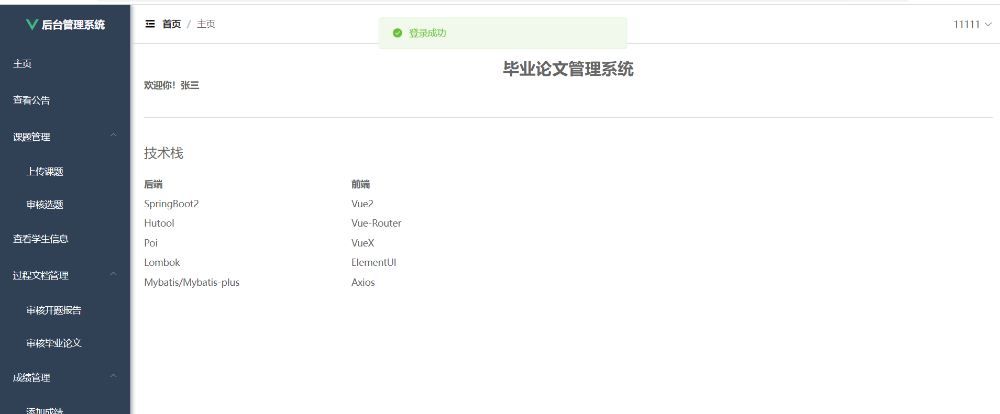 后台管理系统
首页 / 主页
登录成功
11111
主页
查看公告
课题管理
上传课题
审核选题
查看学生信息
过程文档管理
审核开题报告
审核毕业论文
成绩管理
添加成绩
毕业论文管理系统
欢迎你！张三
技术栈
后端 前端
SpringBoot2 Vue2
Hutool Vue-Router
Poi VueX
Lombok ElementUI
Mybatis/Mybatis-plus Axios